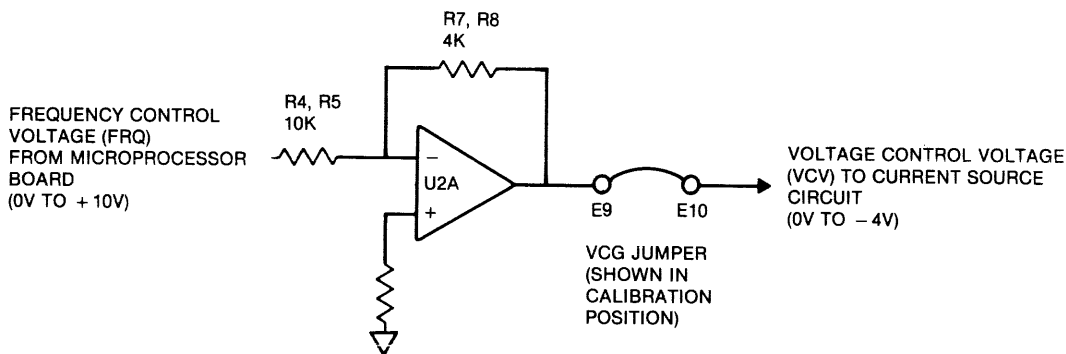 R7, R8
4K
R4, R5
10K
FREQUENCY CONTROL
VOLTAGE (FRQ)
FROM MICROPROCESSOR
BOARD
(0V TO + 10V)
−
U2A
+
E9
E10
VCG JUMPER
(SHOWN IN
CALIBRATION
POSITION)
VOLTAGE CONTROL VOLTAGE
(VCV) TO CURRENT SOURCE
CIRCUIT
(0V TO − 4V)